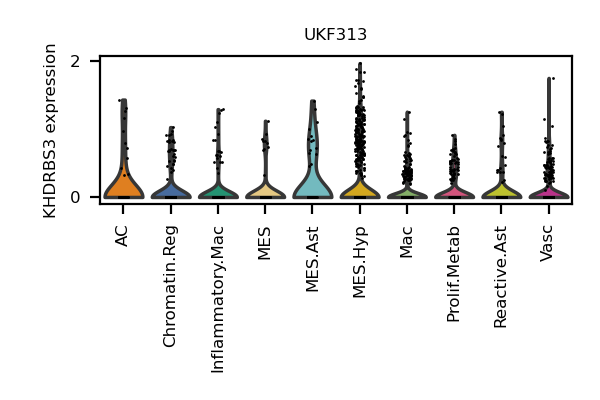 UKF313
KHDRBS3 expression
2
0
AC
Chromatin.Reg
Inflammatory.Mac
MES
MES.Ast
MES.Hyp
Mac
Prolif.Metab
Reactive.Ast
Vasc